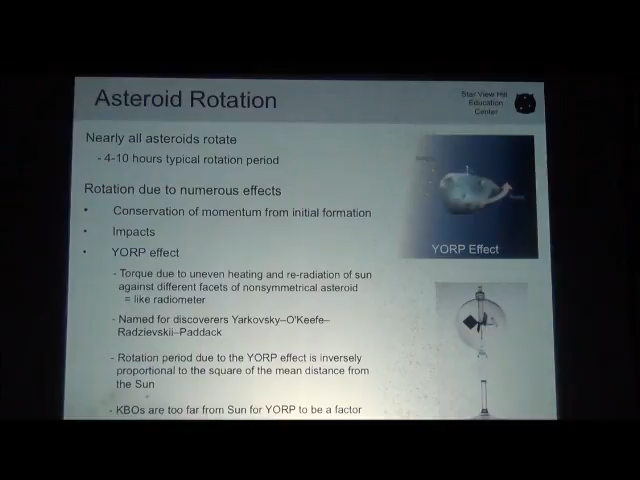 Asteroid Rotation
Star View Hill
Education
Center
Nearly all asteroids rotate
- 4-10 hours typical rotation period
Rotation due to numerous effects
• Conservation of momentum from initial formation
• Impacts
• YORP effect
- Torque due to uneven heating and re-radiation of sun
against different facets of nonsymmetrical asteroid
= like radiometer
- Named for discoverers Yarkovsky–O'Keefe–
Radzievskii–Paddack
- Rotation period due to the YORP effect is inversely
proportional to the square of the mean distance from
the Sun
- KBOs are too far from Sun for YORP to be a factor
YORP Effect